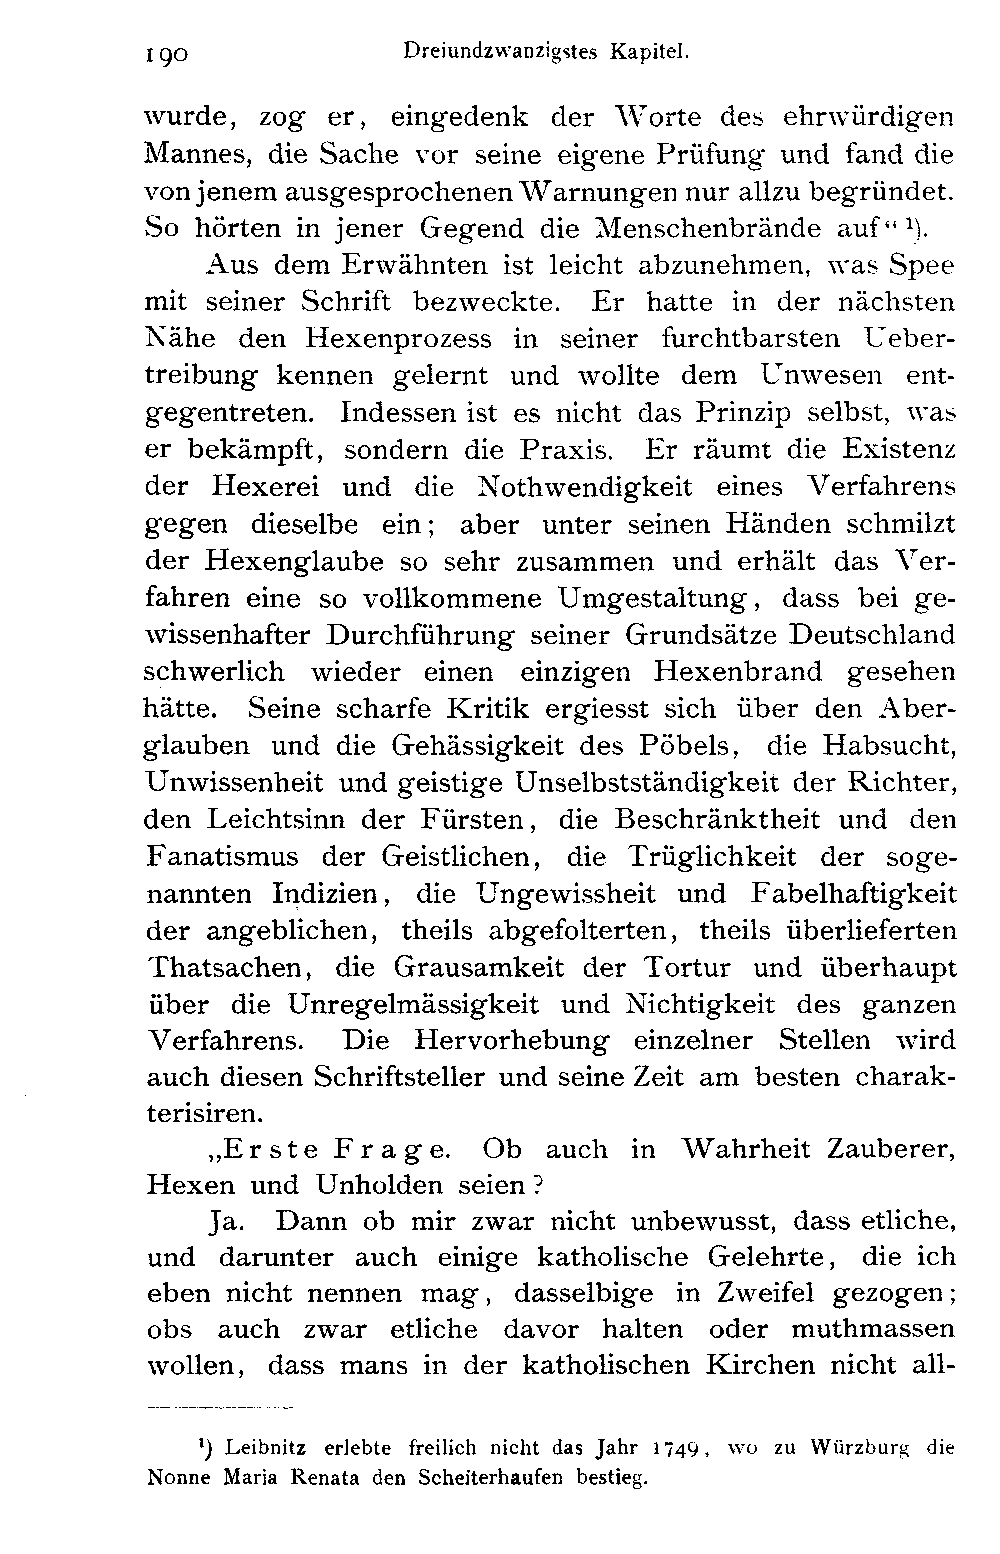 190 Dreiundzwanzigstes Kapitel.
wurde, zog er, eingedenk der Worte des ehrwürdigen
Mannes, die Sache vor seine eigene Prüfung und fand die
von jenem ausgesprochenen Warnungen nur allzu begründet.
So hörten in jener Gegend die Menschenbrände auf“ ¹).
Aus dem Erwähnten ist leicht abzunehmen, was Spee
mit seiner Schrift bezweckte. Er hatte in der nächsten
Nähe den Hexenprozess in seiner furchtbarsten Ueber-
treibung kennen gelernt und wollte dem Unwesen ent-
gegentreten. Indessen ist es nicht das Prinzip selbst, was
er bekämpft, sondern die Praxis. Er räumt die Existenz
der Hexerei und die Nothwendigkeit eines Verfahrens
gegen dieselbe ein; aber unter seinen Händen schmilzt
der Hexenglaube so sehr zusammen und erhält das Ver-
fahren eine so vollkommene Umgestaltung, dass bei ge-
wissenhafter Durchführung seiner Grundsätze Deutschland
schwerlich wieder einen einzigen Hexenbrand gesehen
hätte. Seine scharfe Kritik ergiesst sich über den Aber-
glauben und die Gehässigkeit des Pöbels, die Habsucht,
Unwissenheit und geistige Unselbstständigkeit der Richter,
den Leichtsinn der Fürsten, die Beschränktheit und den
Fanatismus der Geistlichen, die Trüglichkeit der soge-
nannten Indizien, die Ungewissheit und Fabelhaftigkeit
der angeblichen, theils abgefolterten, theils überlieferten
Thatsachen, die Grausamkeit der Tortur und überhaupt
über die Unregelmässigkeit und Nichtigkeit des ganzen
Verfahrens. Die Hervorhebung einzelner Stellen wird
auch diesen Schriftsteller und seine Zeit am besten charak-
terisiren.
„Erste Frage. Ob auch in Wahrheit Zauberer,
Hexen und Unholden seien?
Ja. Dann ob mir zwar nicht unbewusst, dass etliche,
und darunter auch einige katholische Gelehrte, die ich
eben nicht nennen mag, dasselbige in Zweifel gezogen;
obs auch zwar etliche davor halten oder muthmassen
wollen, dass mans in der katholischen Kirchen nicht all-
¹) Leibnitz erlebte freilich nicht das Jahr 1749, wo zu Würzburg die
Nonne Maria Renata den Scheiterhaufen bestieg.